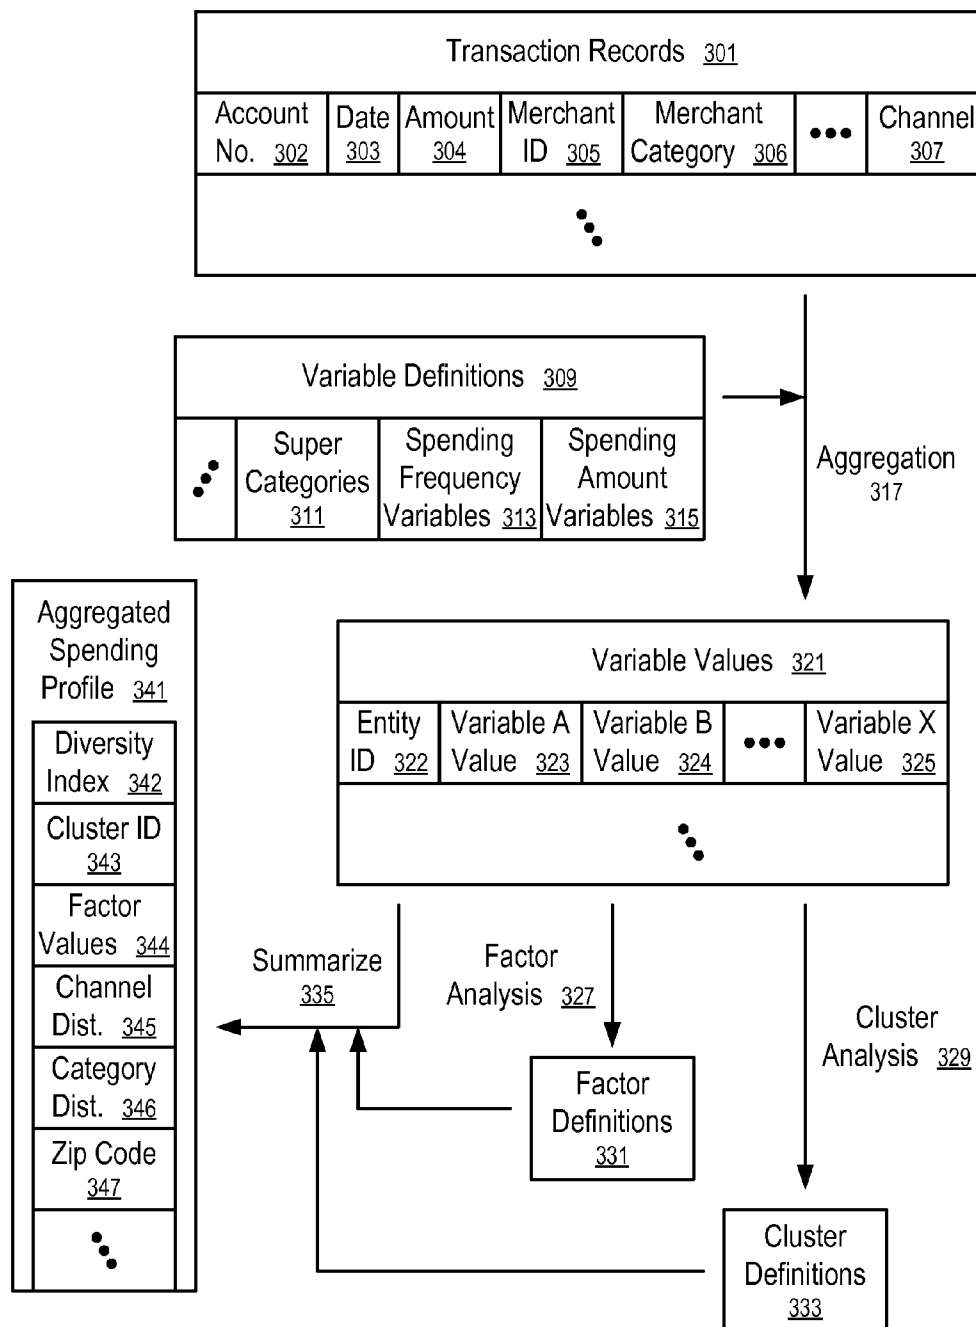 Transaction Records 301
Account No. 302
Date 303
Amount 304
Merchant ID 305
Merchant Category 306
•••
Channel 307
Variable Definitions 309
Super Categories 311
Spending Frequency Variables 313
Spending Amount Variables 315
Aggregation 317
Aggregated Spending Profile 341
Diversity Index 342
Cluster ID 343
Factor Values 344
Channel Dist. 345
Category Dist. 346
Zip Code 347
Variable Values 321
Entity ID 322
Variable A Value 323
Variable B Value 324
•••
Variable X Value 325
Summarize 335
Factor Analysis 327
Cluster Analysis 329
Factor Definitions 331
Cluster Definitions 333